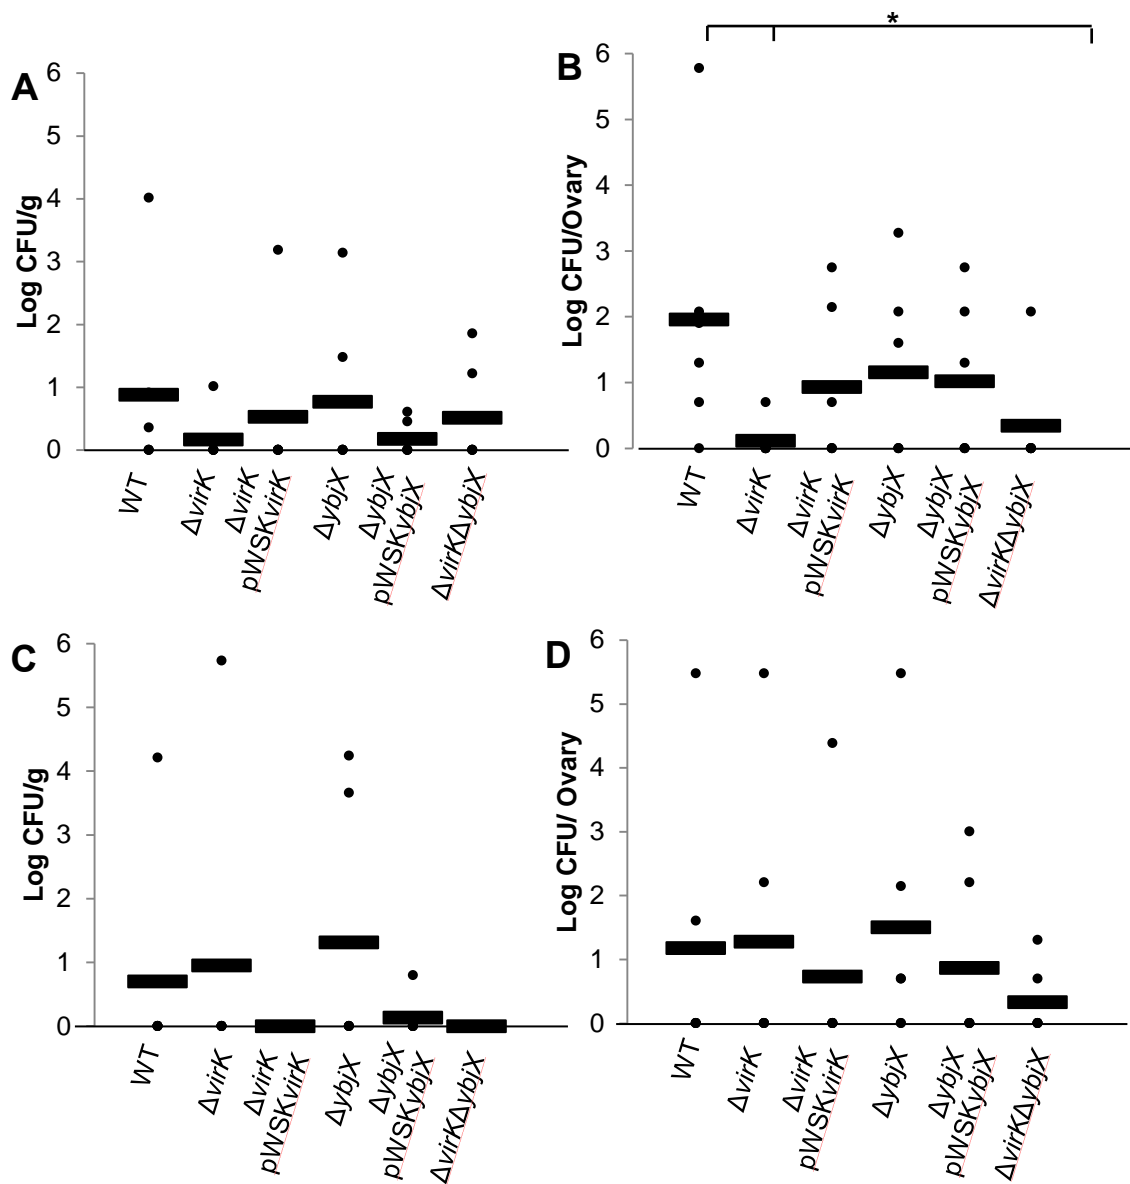 *
A
6
5
4
3
2
1
0
Log CFU/g
WT
ΔvirK
ΔvirK
pWSKvirK
ΔybjX
ΔybjX
pWSKybjX
ΔvirKΔybjX
B
6
5
4
3
2
1
0
Log CFU/Ovary
WT
ΔvirK
ΔvirK
pWSKvirK
ΔybjX
ΔybjX
pWSKybjX
ΔvirKΔybjX
C
6
5
4
3
2
1
0
Log CFU/g
WT
ΔvirK
ΔvirK
pWSKvirK
ΔybjX
ΔybjX
pWSKybjX
ΔvirKΔybjX
D
6
5
4
3
2
1
0
Log CFU/ Ovary
WT
ΔvirK
ΔvirK
pWSKvirK
ΔybjX
ΔybjX
pWSKybjX
ΔvirKΔybjX